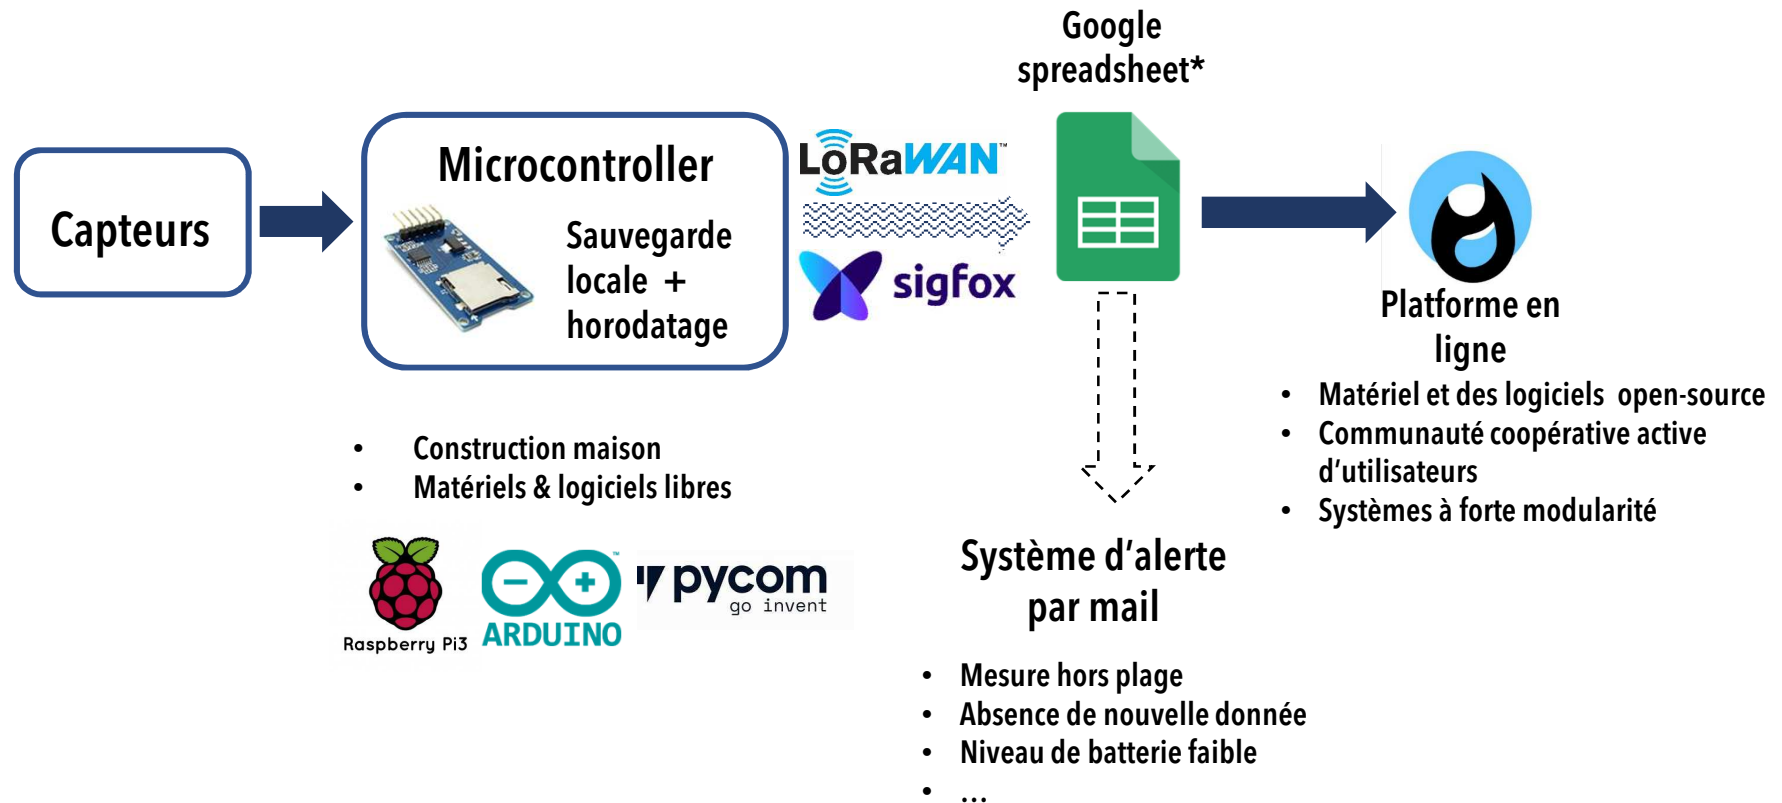 Google
spreadsheet*
Capteurs
Microcontroller
Sauvegarde
locale +
horodatage
LoRaWAN™
sigfox
Platforme en
ligne
• Matériel et des logiciels open-source
• Communauté coopérative active
d’utilisateurs
• Systèmes à forte modularité
• Construction maison
• Matériels & logiciels libres
Raspberry Pi3
ARDUINO
™
pycom
go invent
Système d’alerte
par mail
• Mesure hors plage
• Absence de nouvelle donnée
• Niveau de batterie faible
• ...